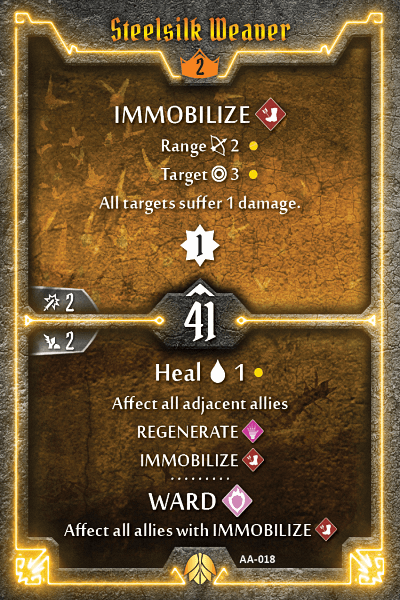 Steelsilk Weaver
2
IMMOBILIZE
Range 2
Target 3
All targets suffer 1 damage.
1
2
41
2
Heal 1
Affect all adjacent allies
REGENERATE
IMMOBILIZE
WARD
Affect all allies with IMMOBILIZE
AA-018